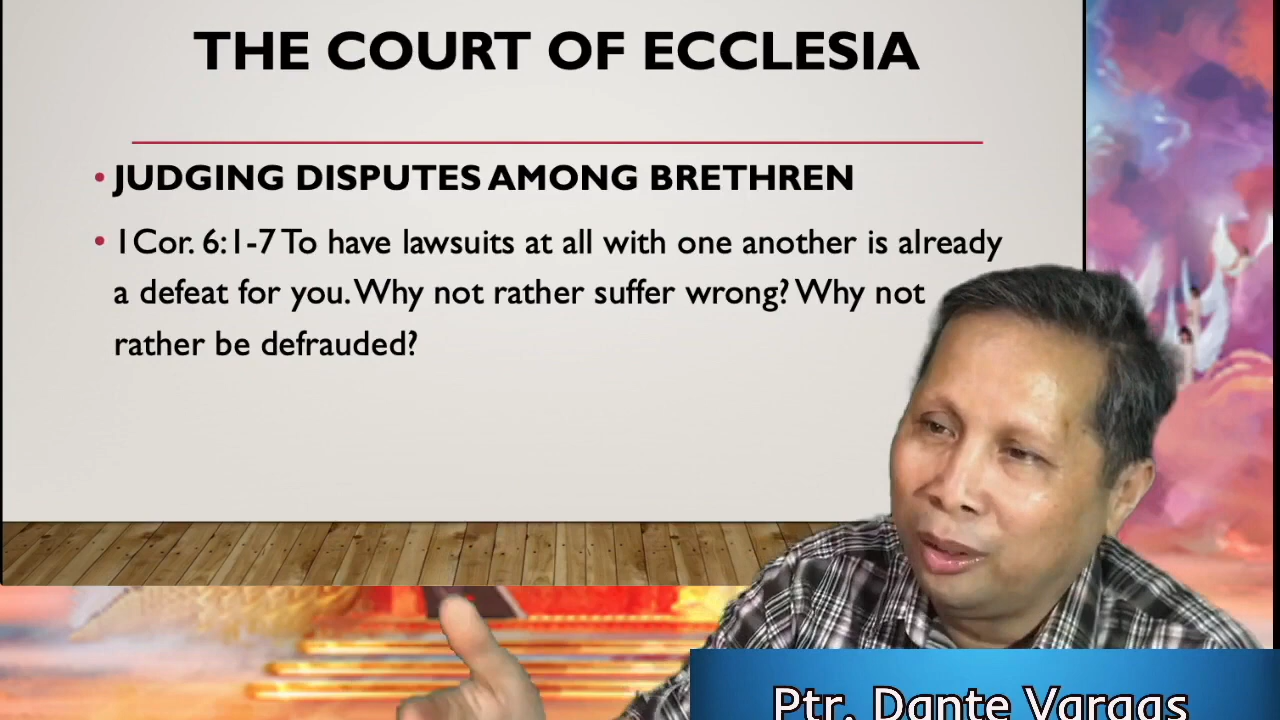 THE COURT OF ECCLESIA
• JUDGING DISPUTES AMONG BRETHREN
• 1Cor. 6:1-7 To have lawsuits at all with one another is already
a defeat for you. Why not rather suffer wrong? Why not
rather be defrauded?
Ptr. Dante Vargas